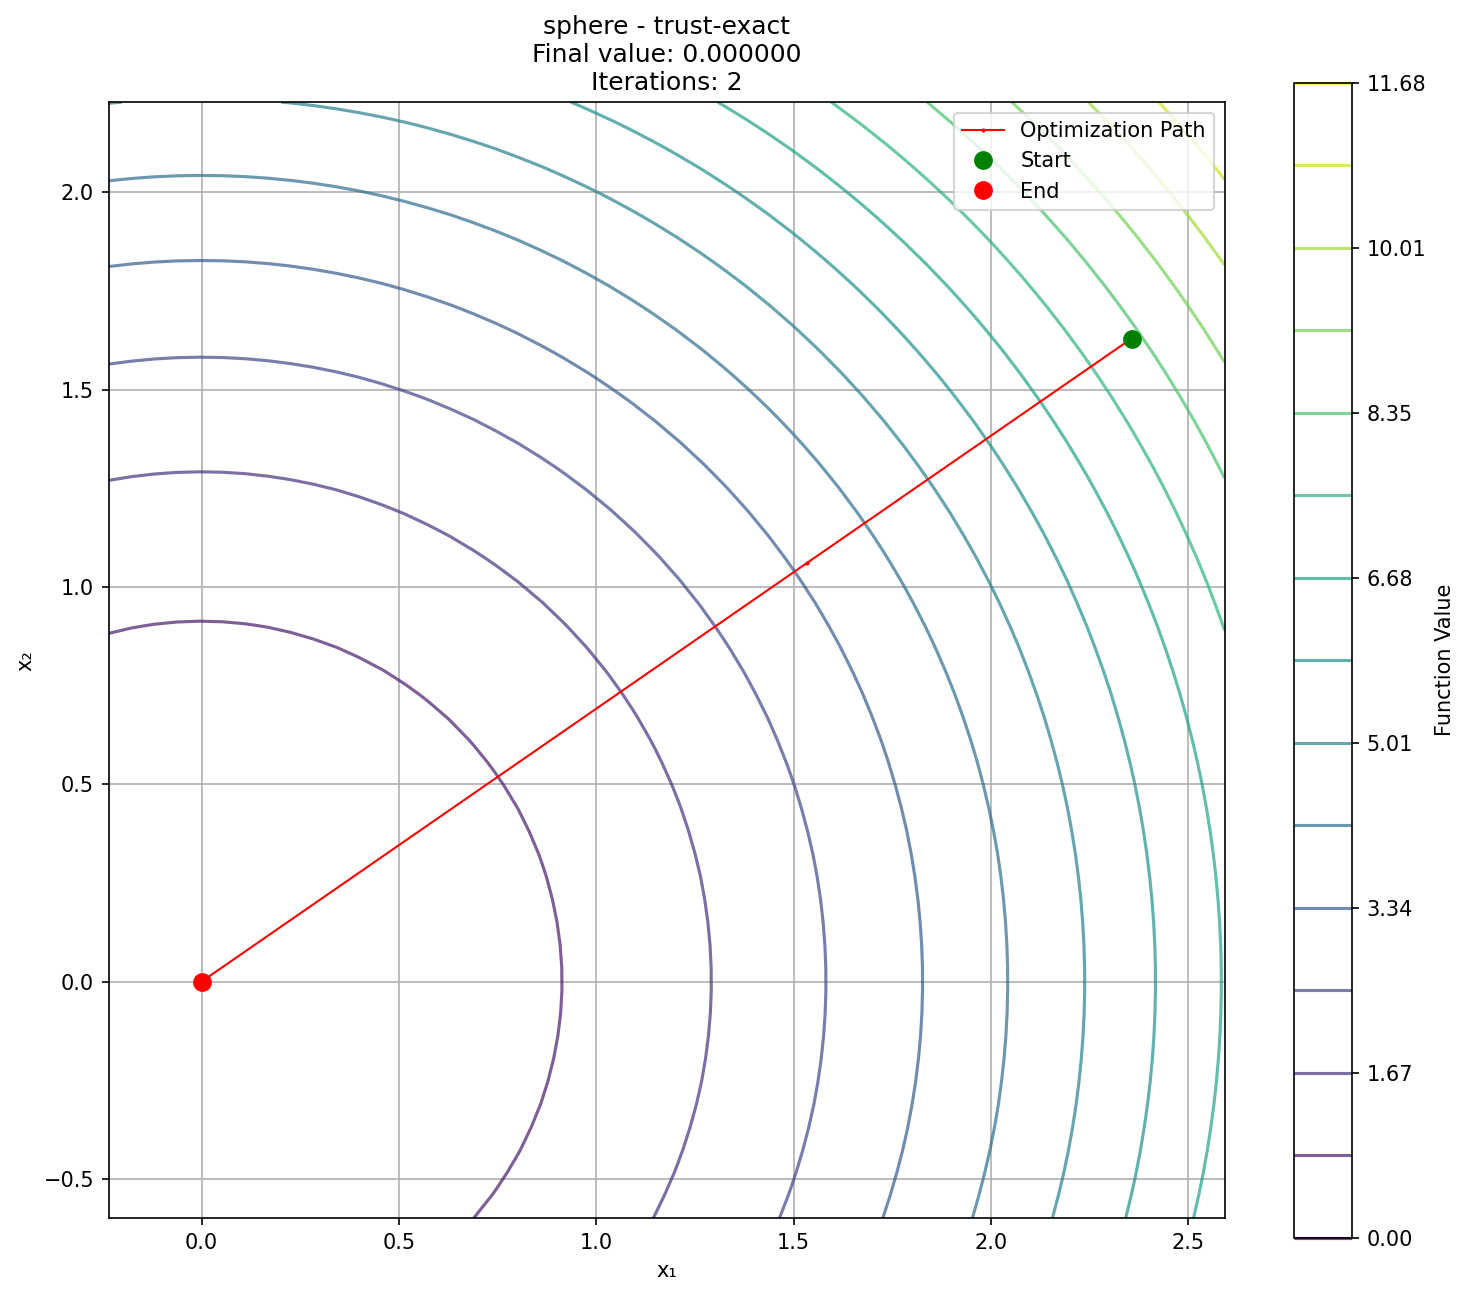 sphere - trust-exact
Final value: 0.000000
Iterations: 2
Optimization Path
Start
End
2.0
1.5
1.0
0.5
0.0
−0.5
x₂
0.0
0.5
1.0
1.5
2.0
2.5
x₁
11.68
10.01
8.35
6.68
5.01
3.34
1.67
0.00
Function Value